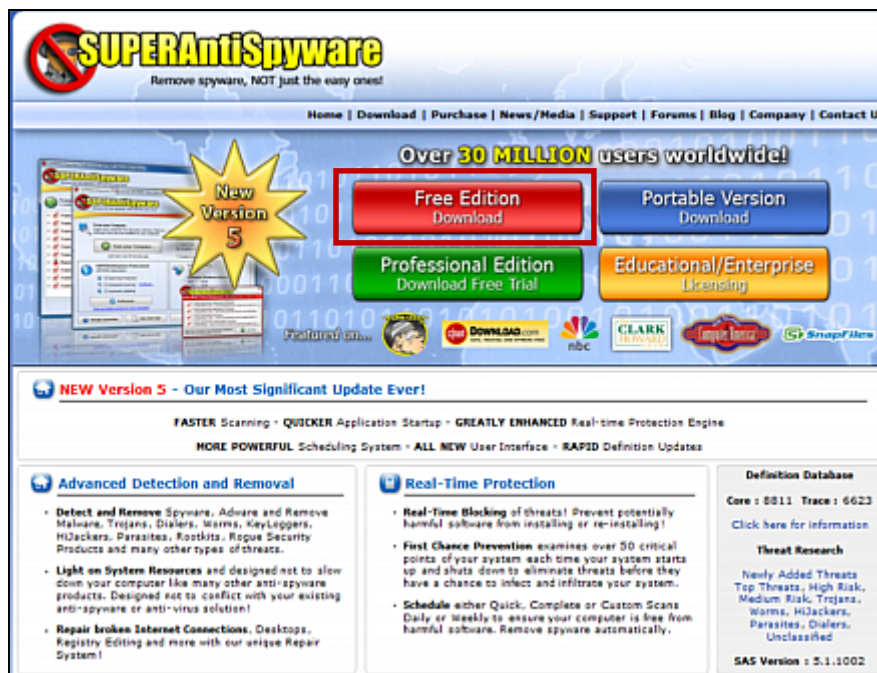 SUPERAntiSpyware
Remove spyware, NOT just the easy ones!
Home | Download | Purchase | News/Media | Support | Forums | Blog | Company | Contact U
Over 30 MILLION users worldwide!
New
Version
5
Free Edition
Download
Portable Version
Download
Professional Edition
Download Free Trial
Educational/Enterprise
Licensing
Featured on...
DOWNLOAD.com
nbc
CLARK
HOWARD
Computer America
SnapFiles
NEW Version 5 - Our Most Significant Update Ever!
FASTER Scanning - QUICKER Application Startup - GREATLY ENHANCED Real-time Protection Engine
MORE POWERFUL Scheduling System - ALL NEW User Interface - RAPID Definition Updates
Advanced Detection and Removal
• Detect and Remove Spyware, Adware and Remove
Malware, Trojans, Dialers, Worms, KeyLoggers,
HiJackers, Parasites, Rootkits, Rogue Security
Products and many other types of threats.
• Light on System Resources and designed not to slow
down your computer like many other anti-spyware
products. Designed not to conflict with your existing
anti-spyware or anti-virus solution!
• Repair broken Internet Connections, Desktops,
Registry Editing and more with our unique Repair
System!
Real-Time Protection
• Real-Time Blocking of threats! Prevent potentially
harmful software from installing or re-installing!
• First Chance Prevention examines over 50 critical
points of your system each time your system starts
up and shuts down to eliminate threats before they
have a chance to infect and infiltrate your system.
• Schedule either Quick, Complete or Custom Scans
Daily or Weekly to ensure your computer is free from
harmful software. Remove spyware automatically.
Definition Database
Core : 8811 Trace : 6623
Click here for information
Threat Research
Newly Added Threats
Top Threats, High Risk,
Medium Risk, Trojans,
Worms, HiJackers,
Parasites, Dialers,
Unclassified
SAS Version : 5.1.1002